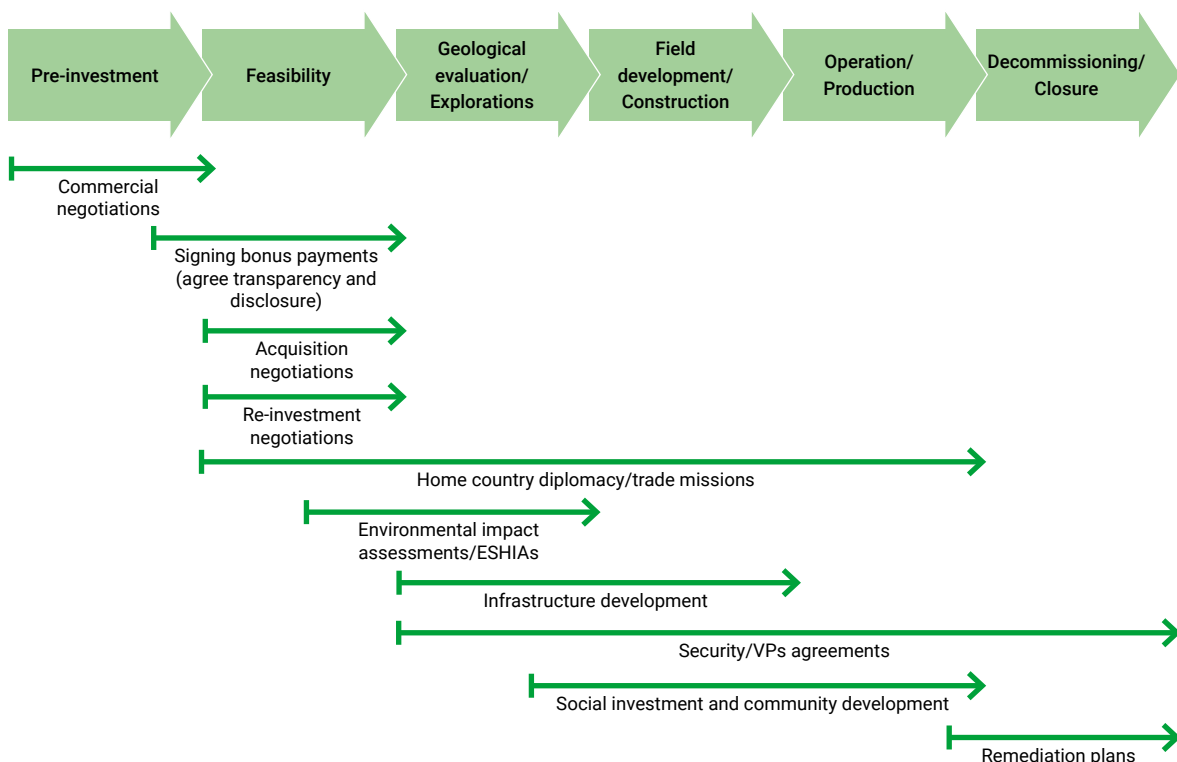 Pre-investment
Feasibility
Geological
evaluation/
Explorations
Field
development/
Construction
Operation/
Production
Decommissioning/
Closure
Commercial
negotiations
Signing bonus payments
(agree transparency and
disclosure)
Acquisition
negotiations
Re-investment
negotiations
Home country diplomacy/trade missions
Environmental impact
assessments/ESHIAs
Infrastructure development
Security/VPs agreements
Social investment and community development
Remediation plans